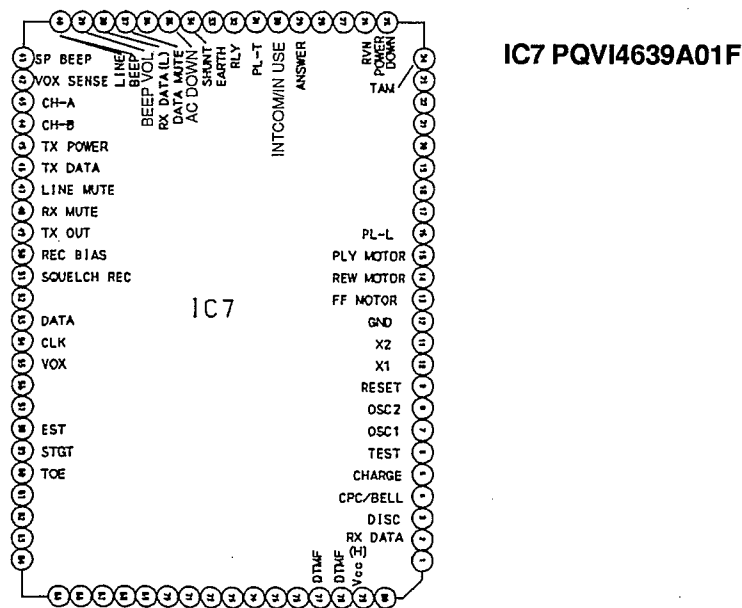 IC7 PQVI4639A01F
LINE
BEEP
BEEP VOL
RX DATA (L)
DATA MUTE
AC DOWN
SHUNT
EARTH
RLY
PL-T
INTCOM/IN USE
ANSWER
RVN
POWER
DOWN
TAM
SP BEEP
VOX SENSE
CH-A
CH-B
TX POWER
TX DATA
LINE MUTE
RX MUTE
TX OUT
REC BIAS
SQUELCH REC
DATA
CLK
VOX
EST
STGT
TOE
IC7
PL-L
PLY MOTOR
REW MOTOR
FF MOTOR
GND
X2
X1
RESET
OSC2
OSC1
TEST
CHARGE
CPC/BELL
DISC
RX DATA
(H)
DTMF
DTMF
Vcc